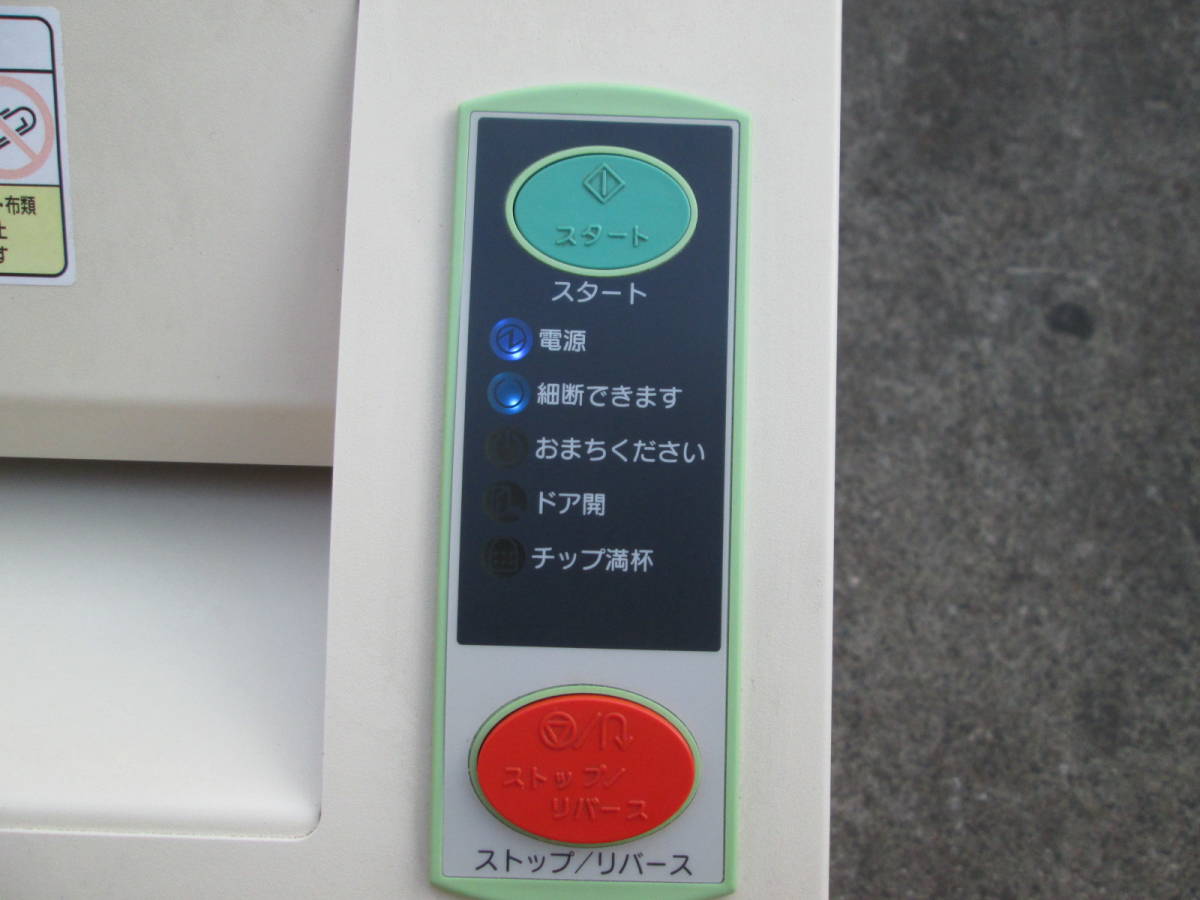 ・布類
止
す
スタート
スタート
電源
細断できます
おまちください
ドア開
チップ満杯
ストップ/
リバース
ストップ/リバース